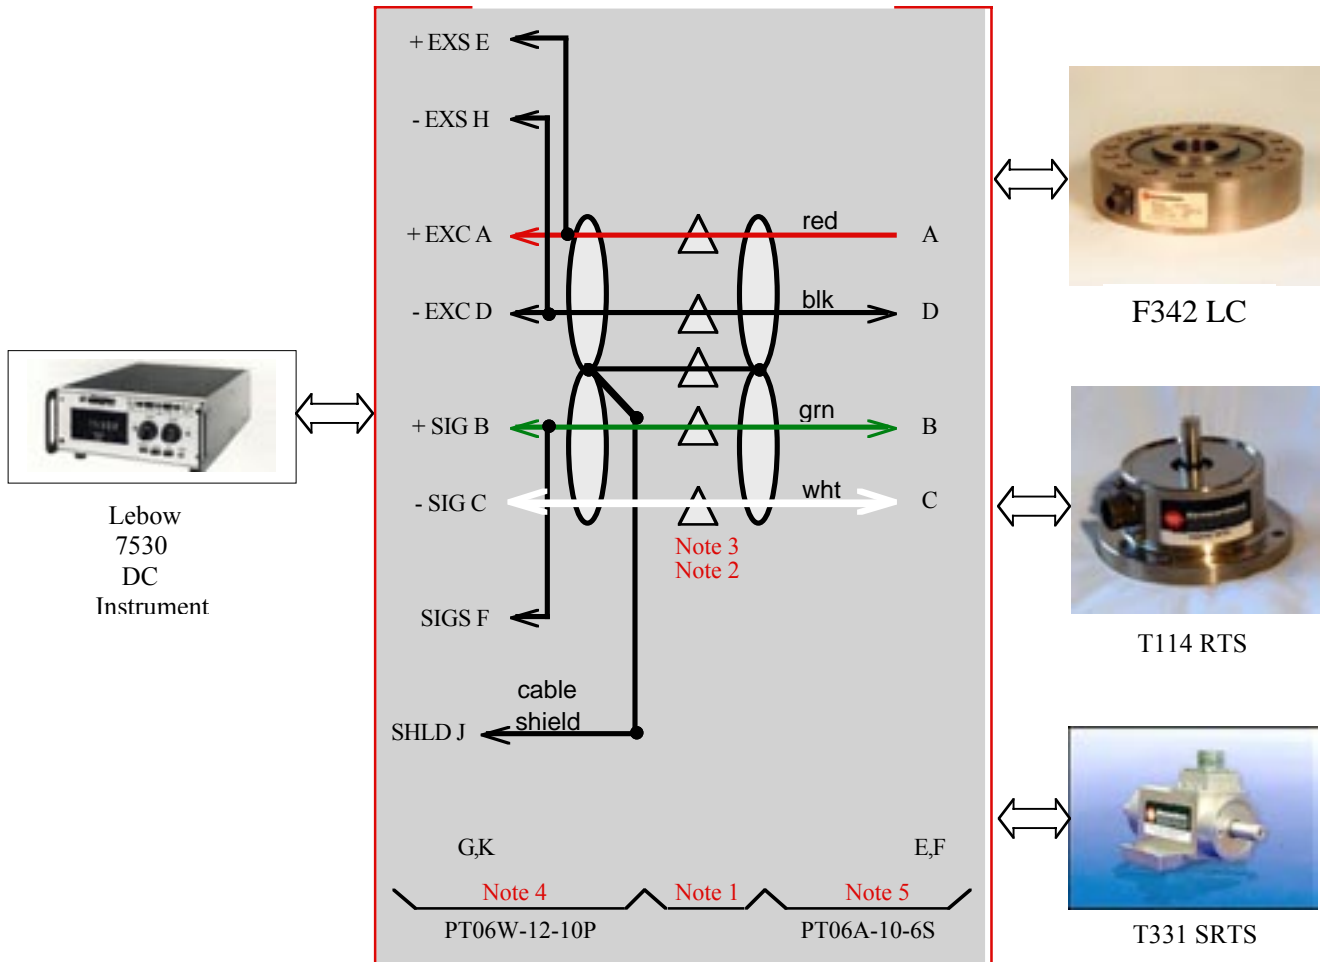 + EXS E
- EXS H
+ EXC A
red
A
- EXC D
blk
D
+ SIG B
grn
B
- SIG C
wht
C
Note 3
Note 2
SIGS F
cable
shield
SHLD J
G,K
E,F
Note 4
Note 1
Note 5
PT06W-12-10P
PT06A-10-6S
Lebow
7530
DC
Instrument
F342 LC
T114 RTS
T331 SRTS